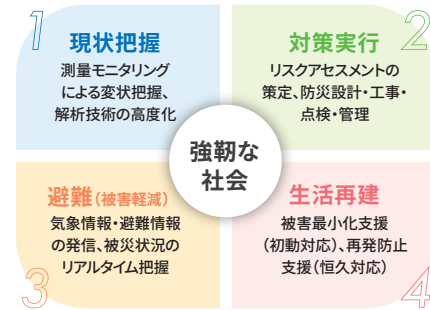 1
現状把握
測量モニタリング
による変状把握、
解析技術の高度化
2
対策実行
リスクアセスメントの
策定、防災設計・工事・
点検・管理
強靭な
社会
3
避難(被害軽減)
気象情報・避難情報
の発信、被災状況の
リアルタイム把握
4
生活再建
被害最小化支援
(初動対応)、再発防止
支援(恒久対応)